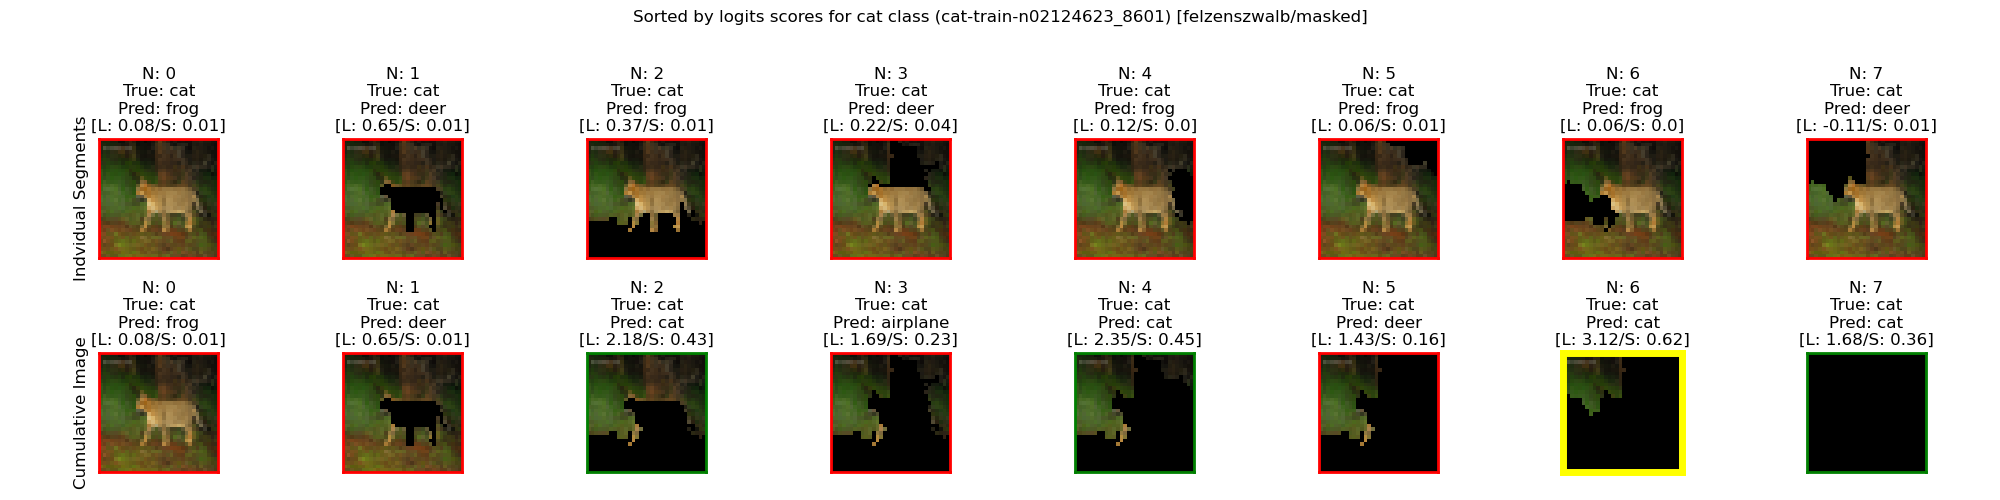 Sorted by logits scores for cat class (cat-train-n02124623_8601) [felzenszwalb/masked]
Indvidual Segments
N: 0
True: cat
Pred: frog
[L: 0.08/S: 0.01]
N: 1
True: cat
Pred: deer
[L: 0.65/S: 0.01]
N: 2
True: cat
Pred: frog
[L: 0.37/S: 0.01]
N: 3
True: cat
Pred: deer
[L: 0.22/S: 0.04]
N: 4
True: cat
Pred: frog
[L: 0.12/S: 0.0]
N: 5
True: cat
Pred: frog
[L: 0.06/S: 0.01]
N: 6
True: cat
Pred: frog
[L: 0.06/S: 0.0]
N: 7
True: cat
Pred: deer
[L: -0.11/S: 0.01]
Cumulative Image
N: 0
True: cat
Pred: frog
[L: 0.08/S: 0.01]
N: 1
True: cat
Pred: deer
[L: 0.65/S: 0.01]
N: 2
True: cat
Pred: cat
[L: 2.18/S: 0.43]
N: 3
True: cat
Pred: airplane
[L: 1.69/S: 0.23]
N: 4
True: cat
Pred: cat
[L: 2.35/S: 0.45]
N: 5
True: cat
Pred: deer
[L: 1.43/S: 0.16]
N: 6
True: cat
Pred: cat
[L: 3.12/S: 0.62]
N: 7
True: cat
Pred: cat
[L: 1.68/S: 0.36]